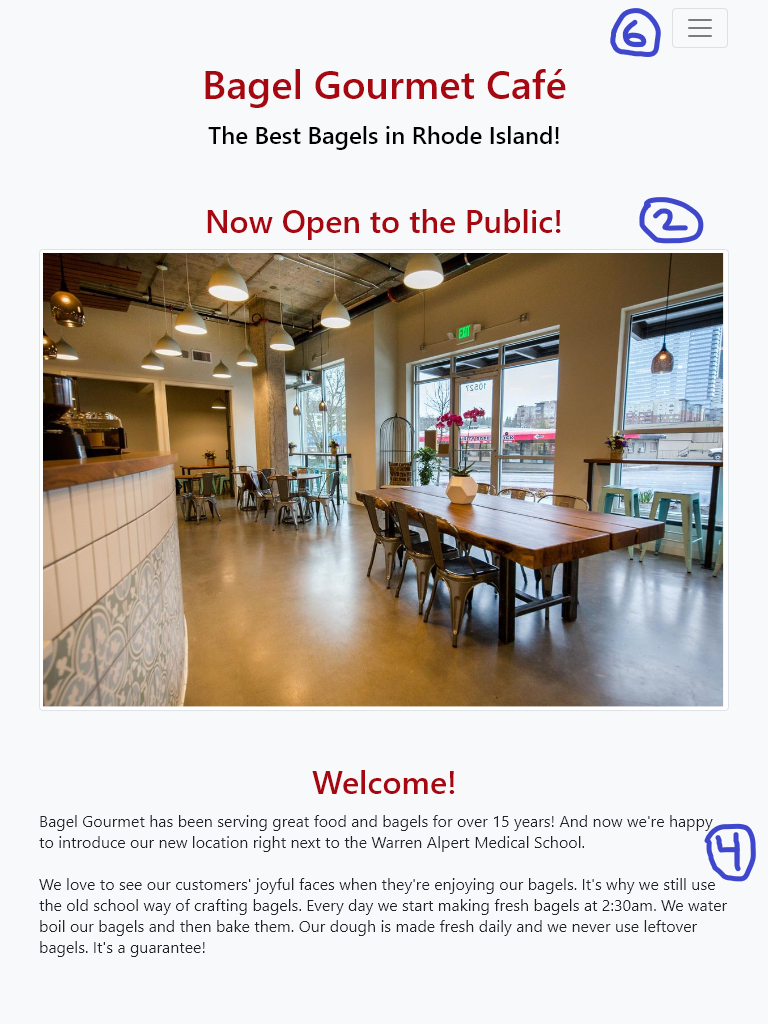 6
Bagel Gourmet Café
The Best Bagels in Rhode Island!
Now Open to the Public!
2
EXIT
10527
Welcome!
Bagel Gourmet has been serving great food and bagels for over 15 years! And now we're happy
to introduce our new location right next to the Warren Alpert Medical School.
4
We love to see our customers' joyful faces when they're enjoying our bagels. It's why we still use
the old school way of crafting bagels. Every day we start making fresh bagels at 2:30am. We water
boil our bagels and then bake them. Our dough is made fresh daily and we never use leftover
bagels. It's a guarantee!